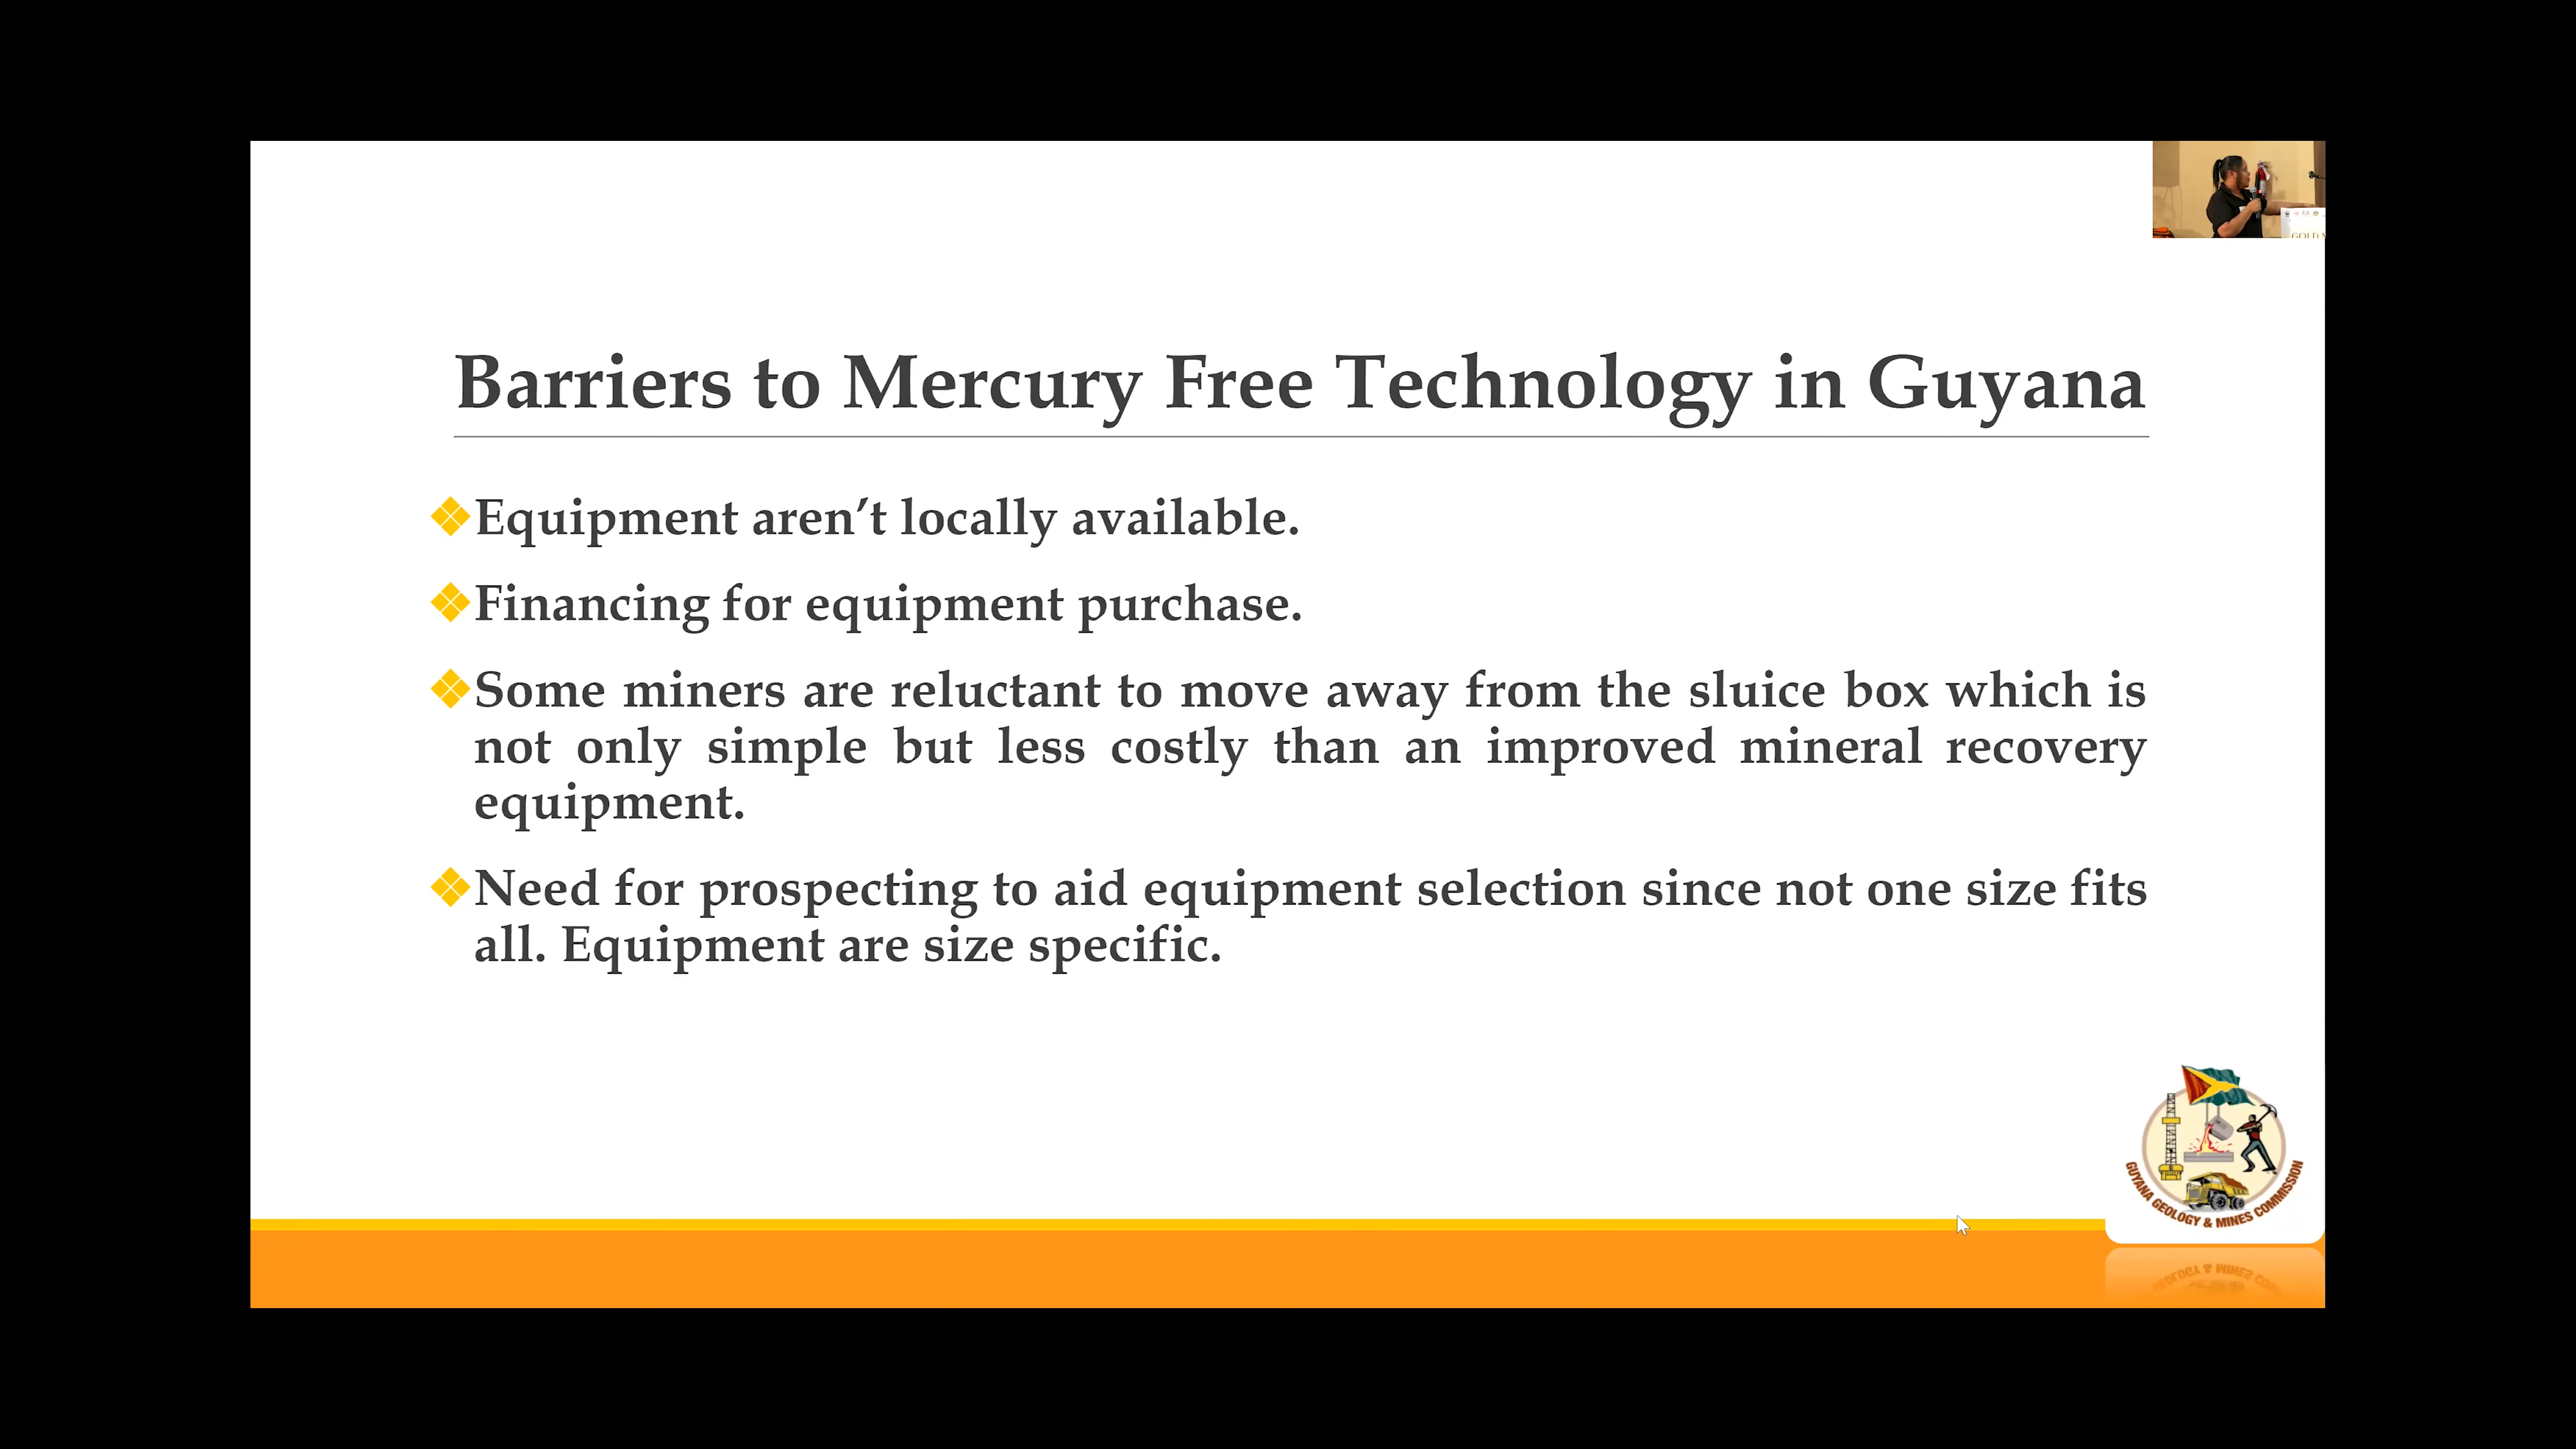 Barriers to Mercury Free Technology in Guyana
❖Equipment aren’t locally available.
❖Financing for equipment purchase.
❖Some miners are reluctant to move away from the sluice box which is
not only simple but less costly than an improved mineral recovery
equipment.
❖Need for prospecting to aid equipment selection since not one size fits
all. Equipment are size specific.
GUYANA GEOLOGY & MINES COMMISSION
GOLD